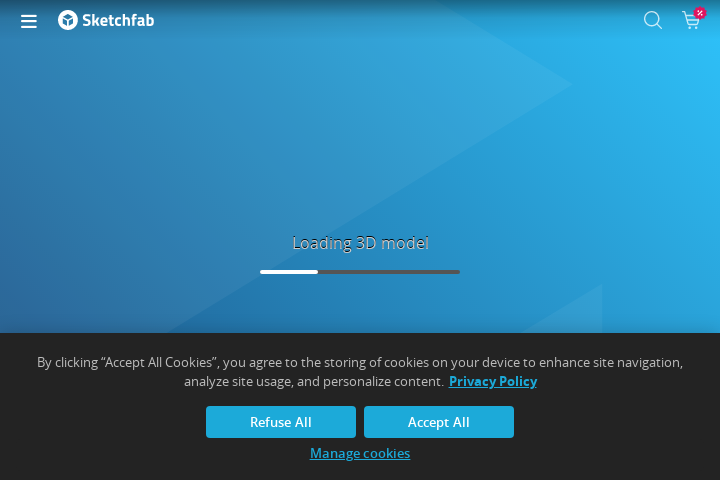 Sketchfab
%
Loading 3D model
By clicking “Accept All Cookies”, you agree to the storing of cookies on your device to enhance site navigation,
analyze site usage, and personalize content. Privacy Policy
Refuse All
Accept All
Manage cookies